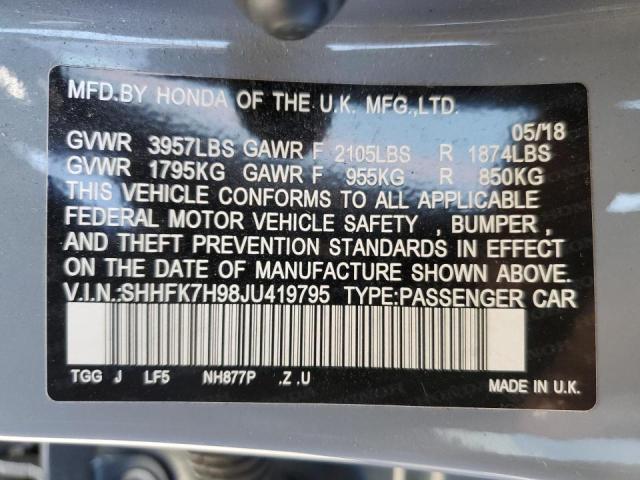 MFD.BY HONDA OF THE U.K. MFG.,LTD.
05/18
GVWR 3957LBS GAWR F 2105LBS R 1874LBS
GVWR 1795KG GAWR F 955KG R 850KG
THIS VEHICLE CONFORMS TO ALL APPLICABLE
FEDERAL MOTOR VEHICLE SAFETY , BUMPER ,
AND THEFT PREVENTION STANDARDS IN EFFECT
ON THE DATE OF MANUFACTURE SHOWN ABOVE.
V.I.N.:SHHFK7H98JU419795 TYPE:PASSENGER CAR
TGG J LF5 NH877P .Z .U
MADE IN U.K.